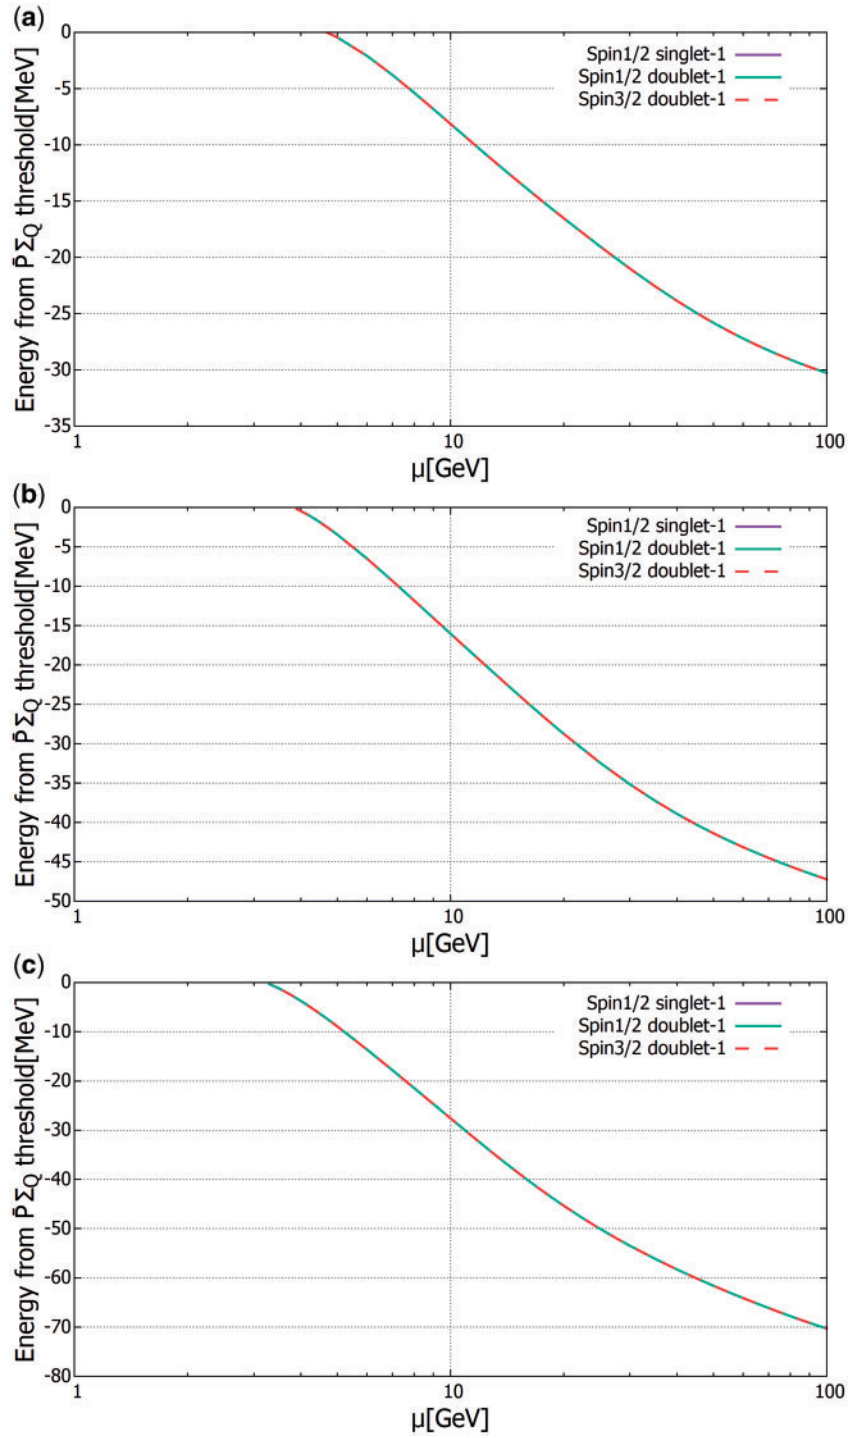 (a)
Energy from P̄Σ_Q threshold[MeV]
0
-5
-10
-15
-20
-25
-30
-35
Spin1/2 singlet-1
Spin1/2 doublet-1
Spin3/2 doublet-1
1
10
100
μ[GeV]
(b)
Energy from P̄Σ_Q threshold[MeV]
0
-5
-10
-15
-20
-25
-30
-35
-40
-45
-50
Spin1/2 singlet-1
Spin1/2 doublet-1
Spin3/2 doublet-1
1
10
100
μ[GeV]
(c)
Energy from P̄Σ_Q threshold[MeV]
0
-10
-20
-30
-40
-50
-60
-70
-80
Spin1/2 singlet-1
Spin1/2 doublet-1
Spin3/2 doublet-1
1
10
100
μ[GeV]